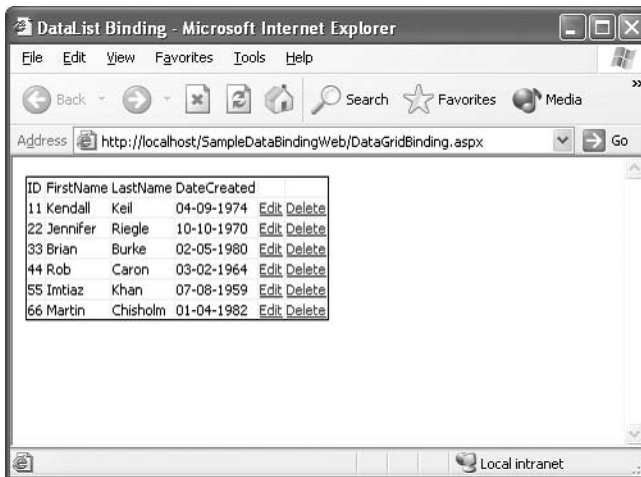 DataList Binding - Microsoft Internet Explorer
File Edit View Favorites Tools Help
Back Search Favorites Media »
Address http://localhost/SampleDataBindingWeb/DataGridBinding.aspx Go
ID FirstName LastName DateCreated
11 Kendall Keil 04-09-1974 Edit Delete
22 Jennifer Riegle 10-10-1970 Edit Delete
33 Brian Burke 02-05-1980 Edit Delete
44 Rob Caron 03-02-1964 Edit Delete
55 Imtiaz Khan 07-08-1959 Edit Delete
66 Martin Chisholm 01-04-1982 Edit Delete
Local intranet